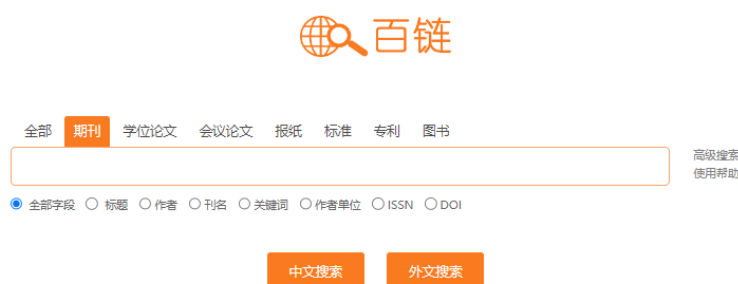 百链
全部 期刊 学位论文 会议论文 报纸 标准 专利 图书
高级搜索
使用帮助
全部字段 标题 作者 刊名 关键词 作者单位 ISSN DOI
中文搜索 外文搜索